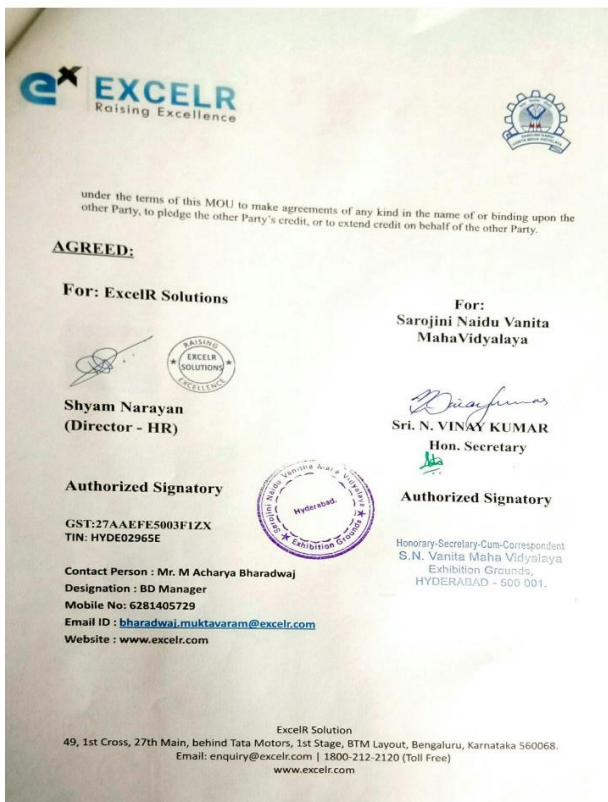 ex EXCELR
Raising Excellence
under the terms of this MOU to make agreements of any kind in the name of or binding upon the
other Party, to pledge the other Party's credit, or to extend credit on behalf of the other Party.
AGREED:
For: ExcelR Solutions
RAISING
EXCELR
SOLUTIONS
EXCELLENCE
Shyam Narayan
(Director - HR)
Authorized Signatory
GST:27AAEFE5003F1ZX
TIN: HYDE02965E
Contact Person : Mr. M Acharya Bharadwaj
Designation : BD Manager
Mobile No: 6281405729
Email ID : bharadwaj.muktavaram@excelr.com
Website : www.excelr.com
For:
Sarojini Naidu Vanita
MahaVidyalaya
Sri. N. VINAY KUMAR
Hon. Secretary
Authorized Signatory
Honorary-Secretary-Cum-Correspondent
S.N. Vanita Maha Vidyalaya
Exhibition Grounds,
HYDERABAD - 500 001.
Sarojini Naidu Vanitha Maha Vidyalaya
Hyderabad.
Exhibition Grounds
ExcelR Solution
49, 1st Cross, 27th Main, behind Tata Motors, 1st Stage, BTM Layout, Bengaluru, Karnataka 560068.
Email: enquiry@excelr.com | 1800-212-2120 (Toll Free)
www.excelr.com